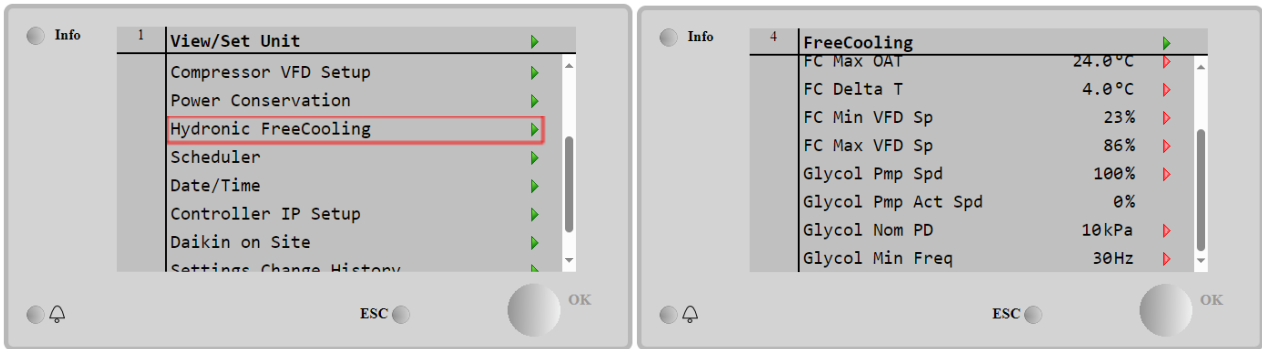 Info
1 View/Set Unit
Compressor VFD Setup
Power Conservation
Hydronic FreeCooling
Scheduler
Date/Time
Controller IP Setup
Daikin on Site
Settings Change History
ESC
OK
Info
4 FreeCooling
FC Max OAT 24.0°C
FC Delta T 4.0°C
FC Min VFD Sp 23%
FC Max VFD Sp 86%
Glycol Pmp Spd 100%
Glycol Pmp Act Spd 0%
Glycol Nom PD 10kPa
Glycol Min Freq 30Hz
ESC
OK